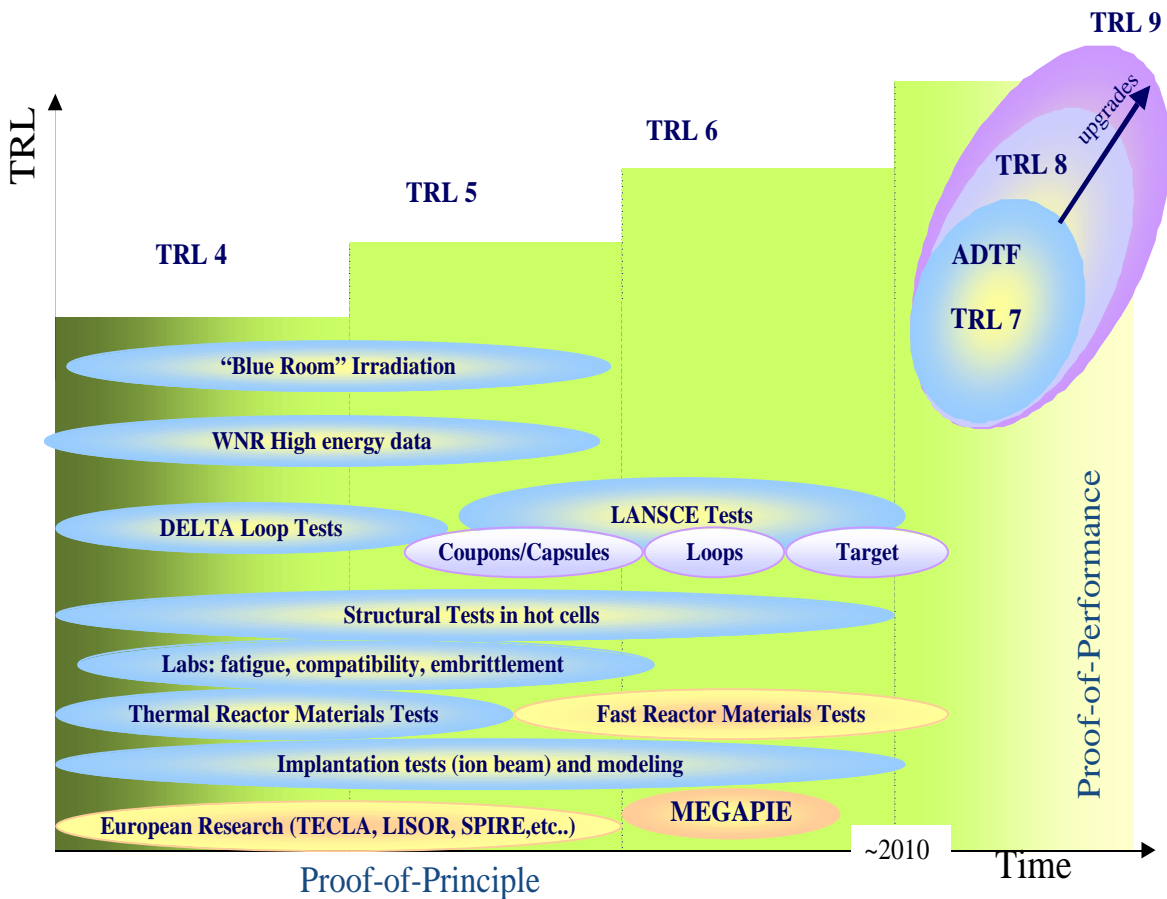 TRL 9
upgrades
TRL
TRL 6
TRL 8
TRL 5
TRL 4
ADTF
TRL 7
“Blue Room” Irradiation
WNR High energy data
LANSCE Tests
DELTA Loop Tests
Coupons/Capsules
Loops
Target
Structural Tests in hot cells
Labs: fatigue, compatibility, embrittlement
Thermal Reactor Materials Tests
Fast Reactor Materials Tests
Implantation tests (ion beam) and modeling
MEGAPIE
European Research (TECLA, LISOR, SPIRE,etc..)
Proof-of-Performance
~2010
Time
Proof-of-Principle